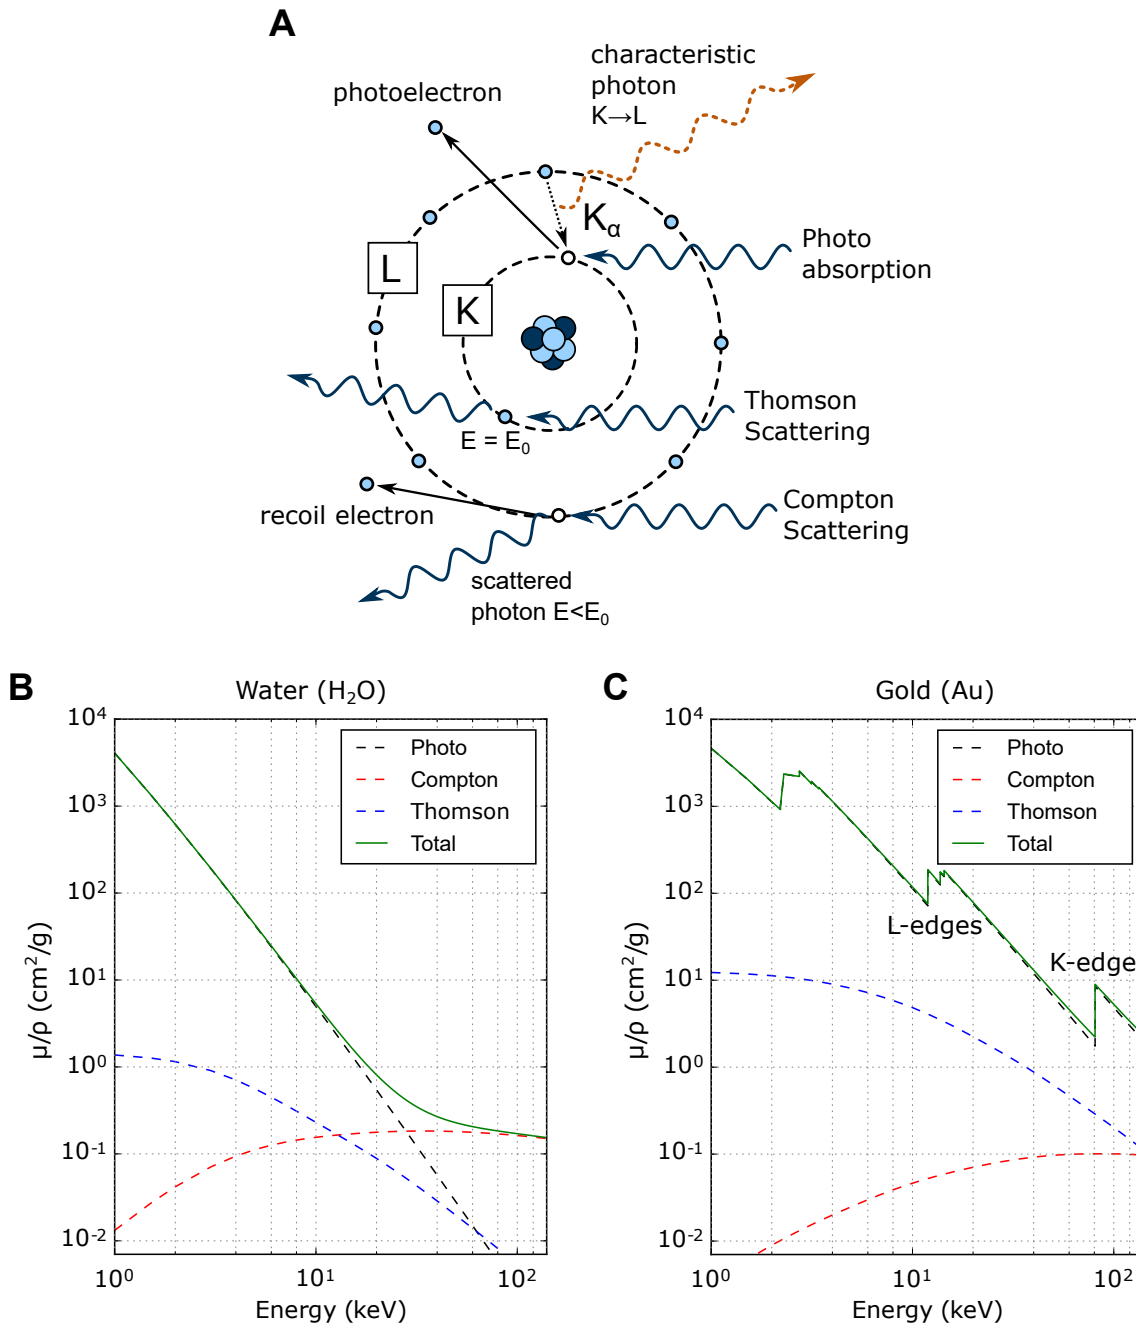 A
characteristic
photon
K→L
photoelectron
Kα
L
K
Photo
absorption
Thomson
Scattering
E = E₀
recoil electron
Compton
Scattering
scattered
photon E<E₀
B
Water (H₂O)
10⁴
10³
10²
10¹
10⁰
10⁻¹
10⁻²
μ/ρ (cm²/g)
Photo
Compton
Thomson
Total
10⁰
10¹
10²
Energy (keV)
C
Gold (Au)
10⁴
10³
10²
10¹
10⁰
10⁻¹
10⁻²
μ/ρ (cm²/g)
Photo
Compton
Thomson
Total
L-edges
K-edge
10⁰
10¹
10²
Energy (keV)